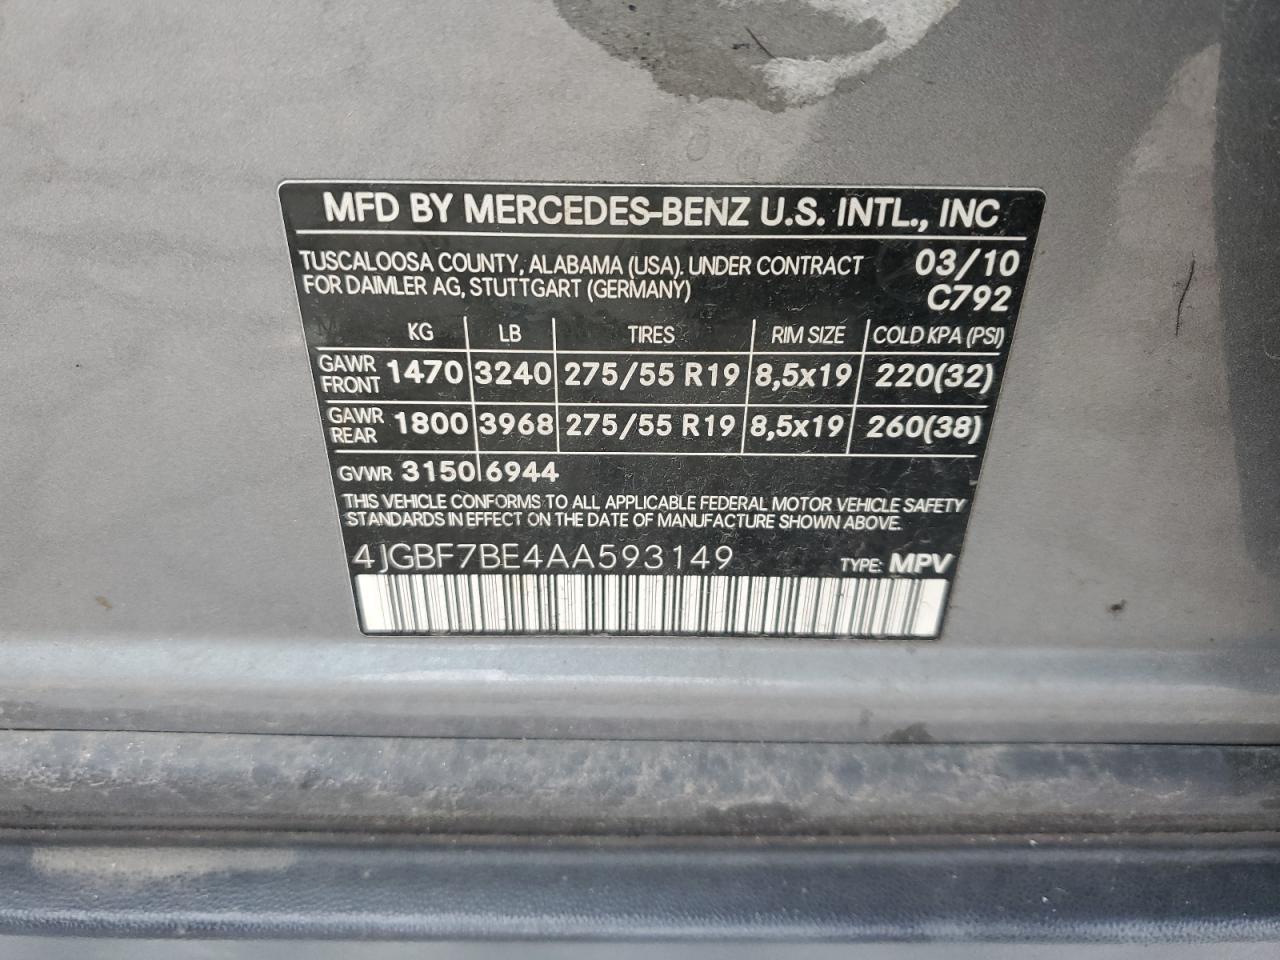 MFD BY MERCEDES-BENZ U.S. INTL., INC
TUSCALOOSA COUNTY, ALABAMA (USA). UNDER CONTRACT 03/10
FOR DAIMLER AG, STUTTGART (GERMANY) C792
KG LB TIRES RIM SIZE COLD KPA (PSI)
GAWR FRONT 1470 3240 275/55 R19 8,5x19 220(32)
GAWR REAR 1800 3968 275/55 R19 8,5x19 260(38)
GVWR 3150 6944
THIS VEHICLE CONFORMS TO ALL APPLICABLE FEDERAL MOTOR VEHICLE SAFETY
STANDARDS IN EFFECT ON THE DATE OF MANUFACTURE SHOWN ABOVE.
4JGBF7BE4AA593149 TYPE: MPV